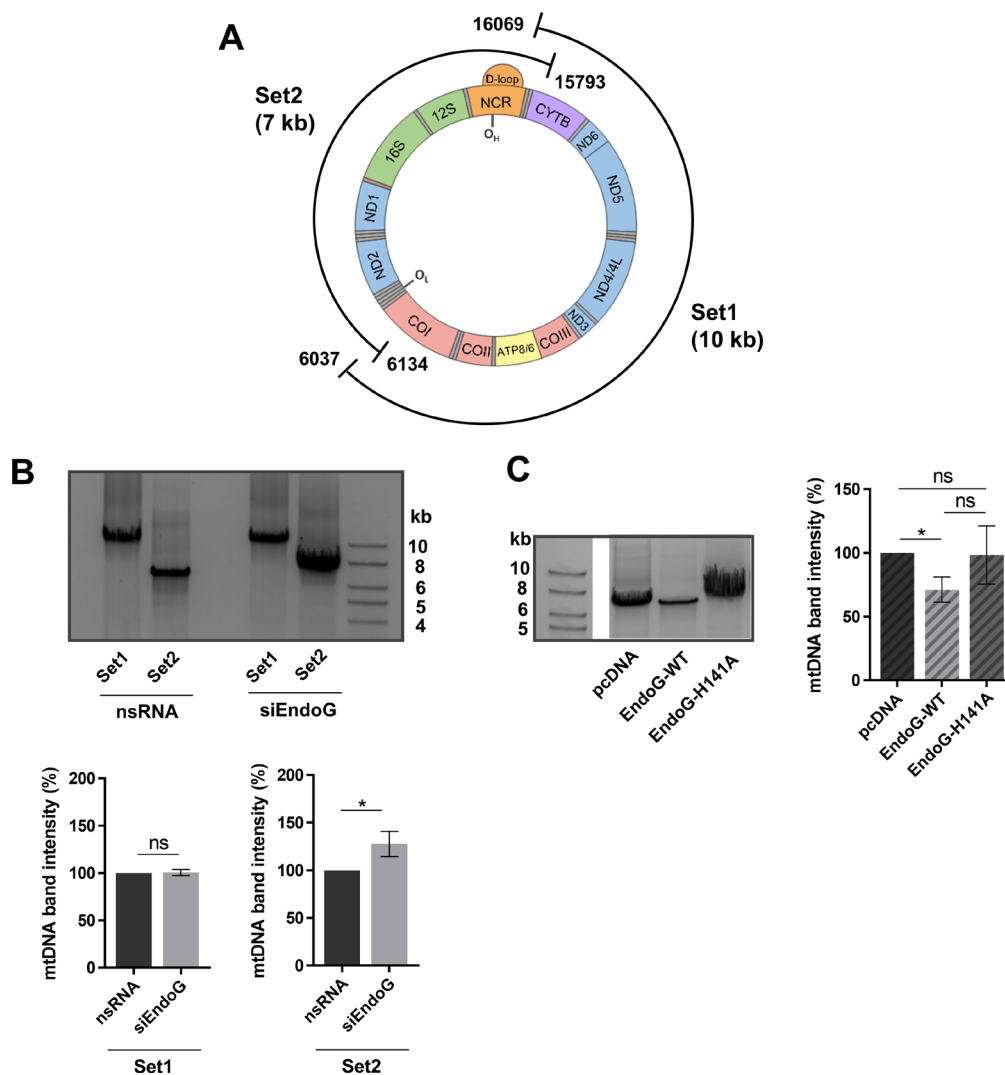 A
16069
15793
Set2
(7 kb)
D-loop
NCR
12S
CYTB
OH
16S
ND6
ND5
ND1
ND2
OL
ND4/4L
ND3
COI
COII
ATP8/6
COIII
Set1
(10 kb)
6037
6134
B
kb
10
8
6
5
4
Set1
Set2
Set1
Set2
nsRNA
siEndoG
C
kb
10
8
6
5
pcDNA
EndoG-WT
EndoG-H141A
mtDNA band intensity (%)
150
100
50
0
ns
ns
*
pcDNA
EndoG-WT
EndoG-H141A
mtDNA band intensity (%)
200
150
100
50
0
ns
nsRNA
siEndoG
Set1
mtDNA band intensity (%)
200
150
100
50
0
*
nsRNA
siEndoG
Set2